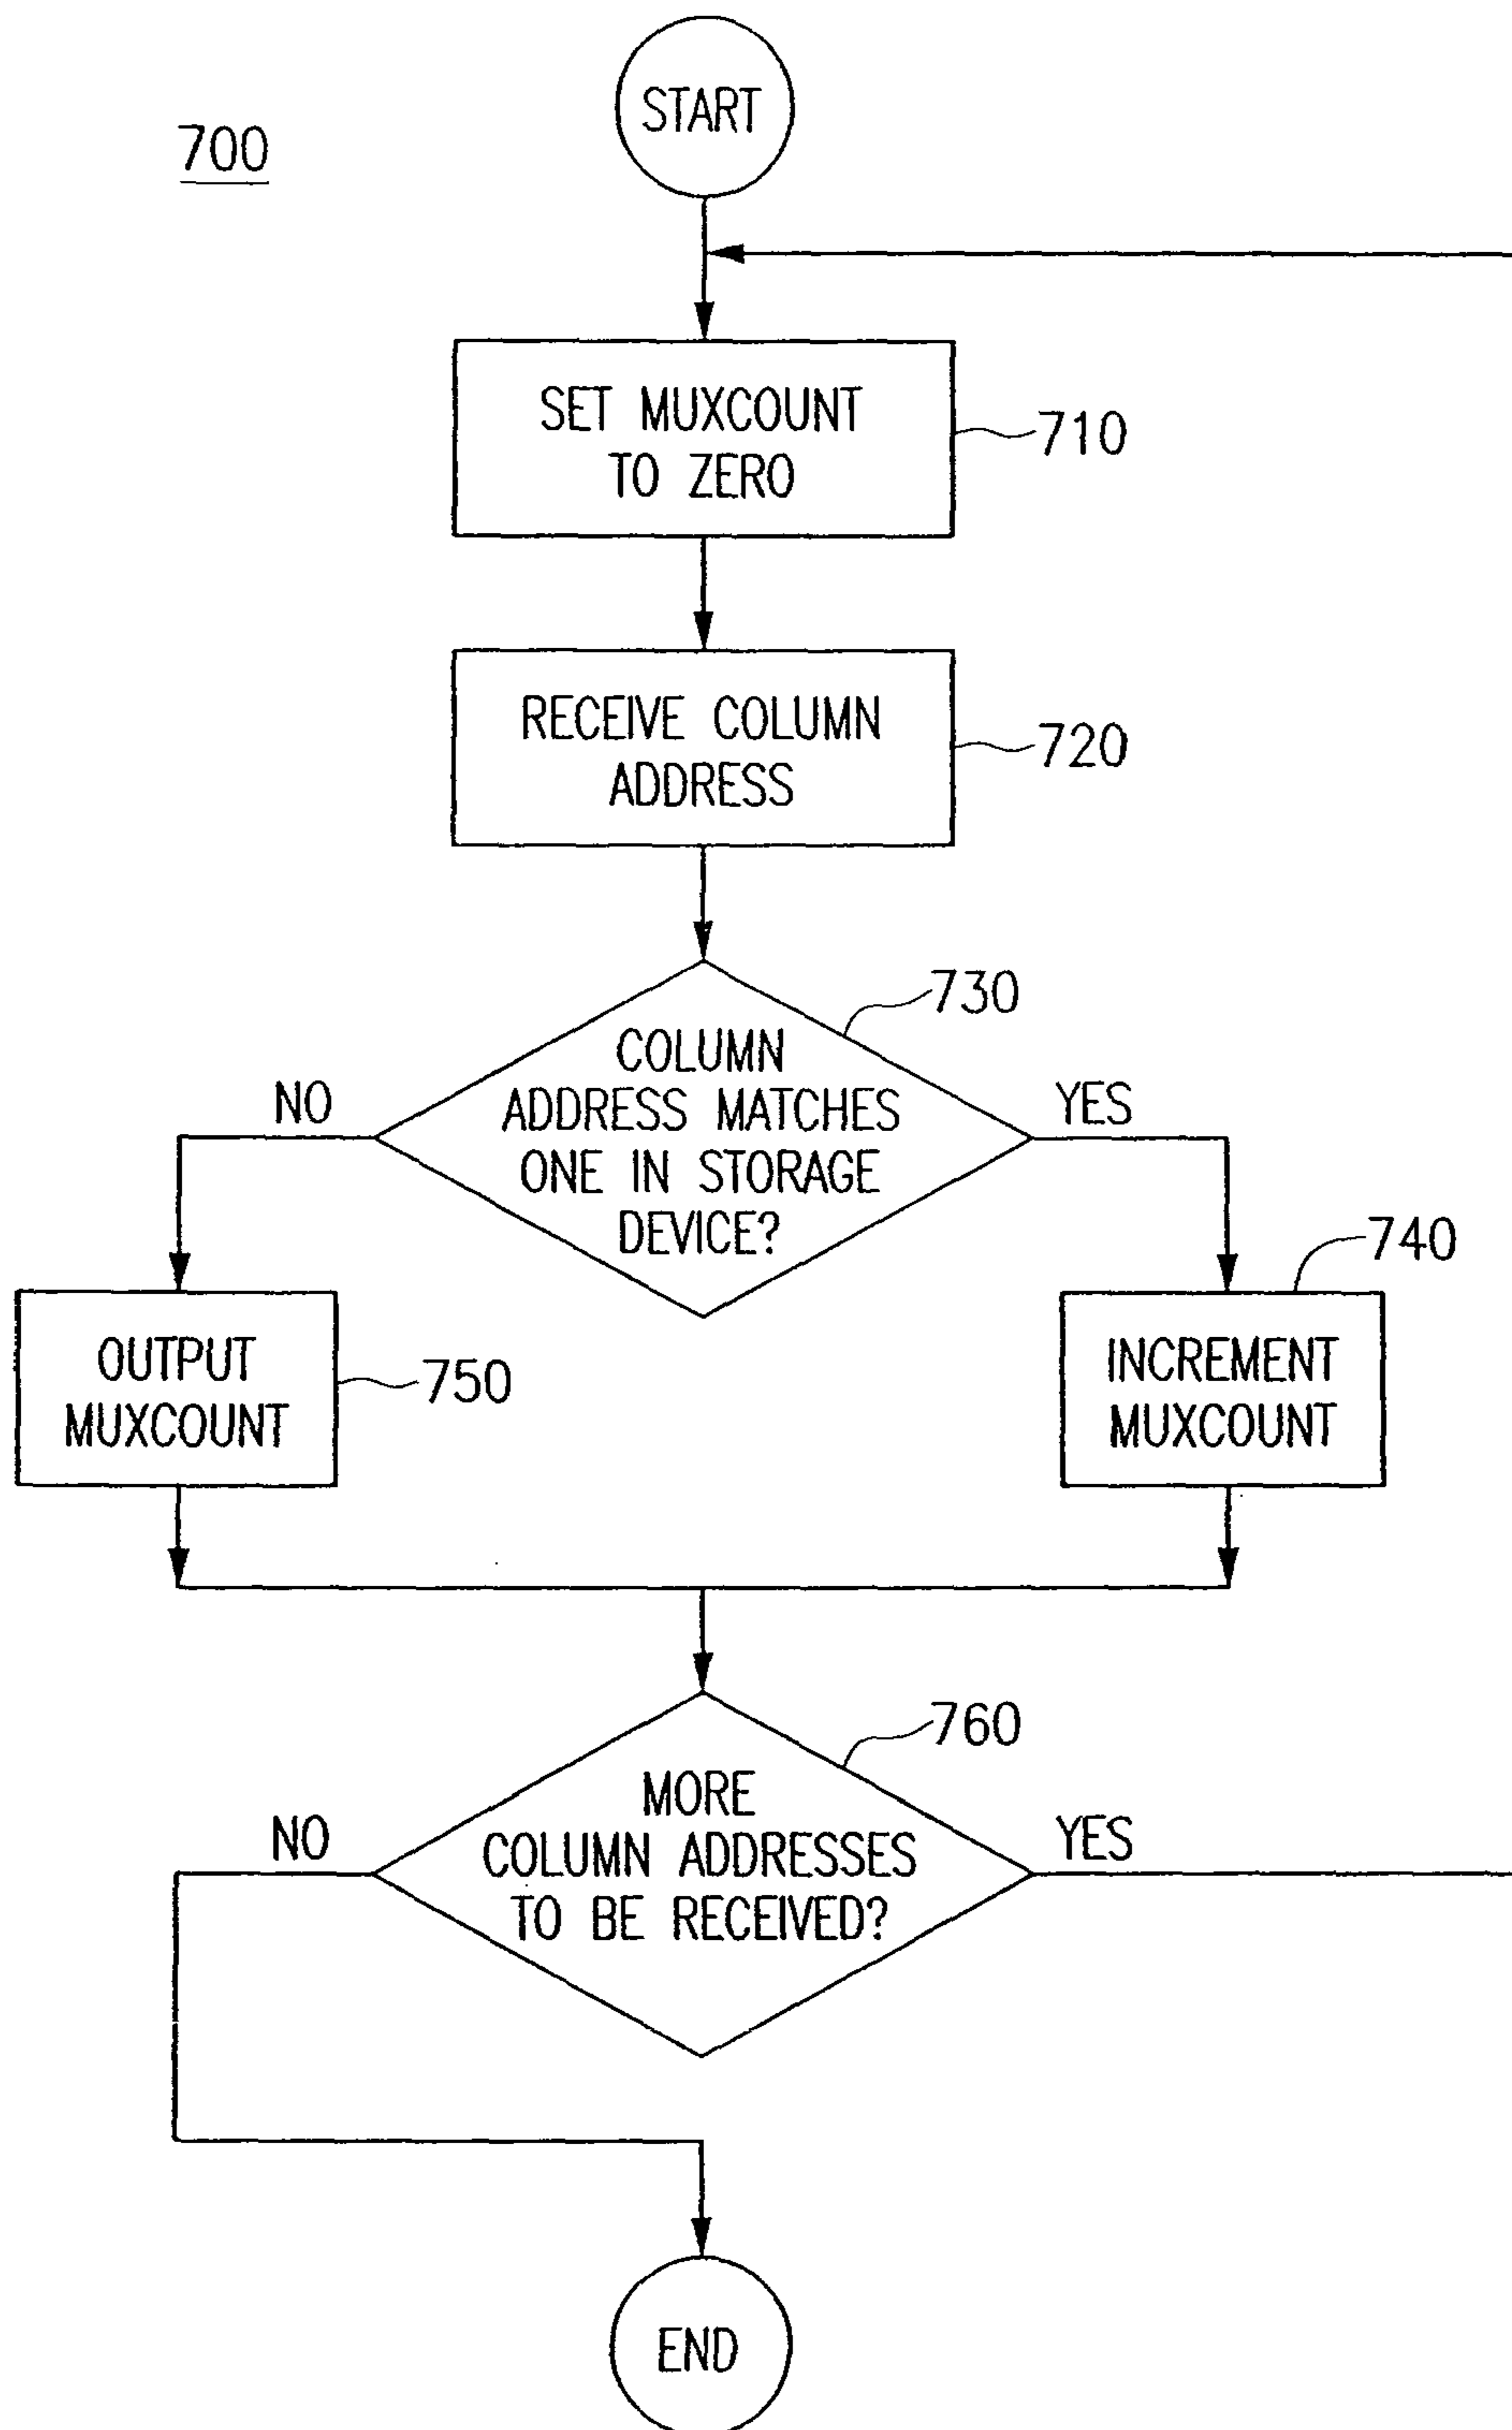 START
700
SET MUXCOUNT
TO ZERO
710
RECEIVE COLUMN
ADDRESS
720
730
COLUMN
ADDRESS MATCHES
ONE IN STORAGE
DEVICE?
NO
YES
740
OUTPUT
MUXCOUNT
750
INCREMENT
MUXCOUNT
760
MORE
COLUMN ADDRESSES
TO BE RECEIVED?
NO
YES
END